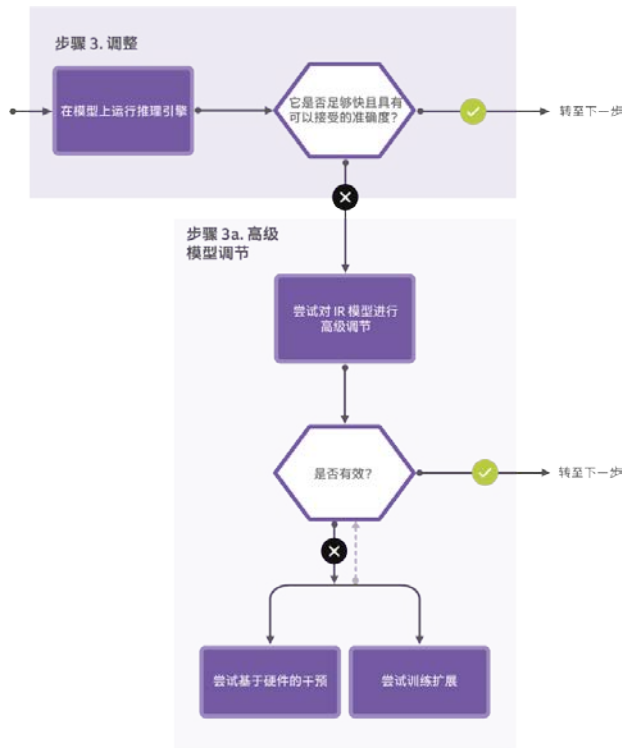 步骤 3. 调整
在模型上运行推理引擎
它是否足够快且具有
可以接受的准确度？
转至下一步
步骤 3a. 高级
模型调节
尝试对 IR 模型进行
高级调节
是否有效？
转至下一步
尝试基于硬件的干预
尝试训练扩展